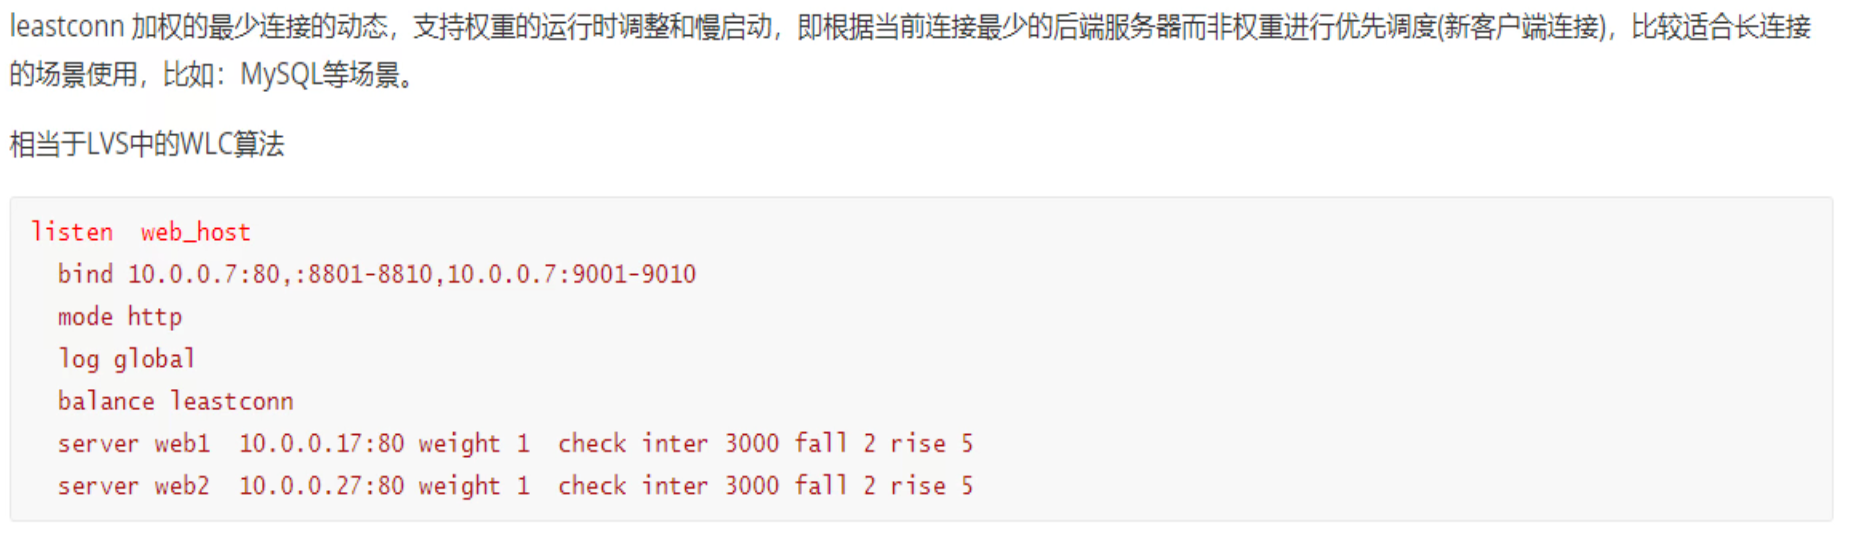 leastconn 加权的最少连接的动态，支持权重的运行时调整和慢启动，即根据当前连接最少的后端服务器而非权重进行优先调度(新客户端连接)，比较适合长连接
的场景使用，比如：MySQL等场景。
相当于LVS中的WLC算法
listen  web_host
  bind 10.0.0.7:80,:8801-8810,10.0.0.7:9001-9010
  mode http
  log global
  balance leastconn
  server web1  10.0.0.17:80 weight 1  check inter 3000 fall 2 rise 5
  server web2  10.0.0.27:80 weight 1  check inter 3000 fall 2 rise 5